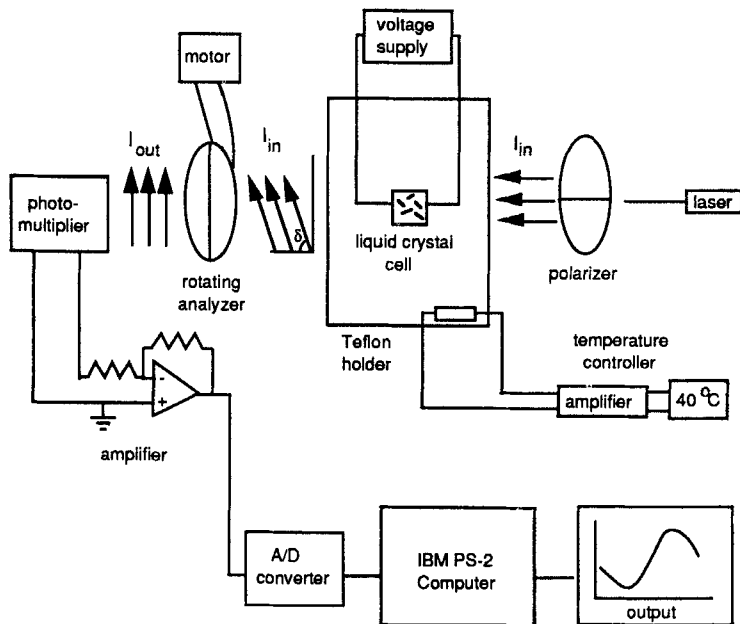 voltage
supply
motor
I out
I in
I in
photo-
multiplier
δ
liquid crystal
cell
laser
polarizer
rotating
analyzer
Teflon
holder
temperature
controller
-
+
amplifier
40 °C
amplifier
A/D
converter
IBM PS-2
Computer
output